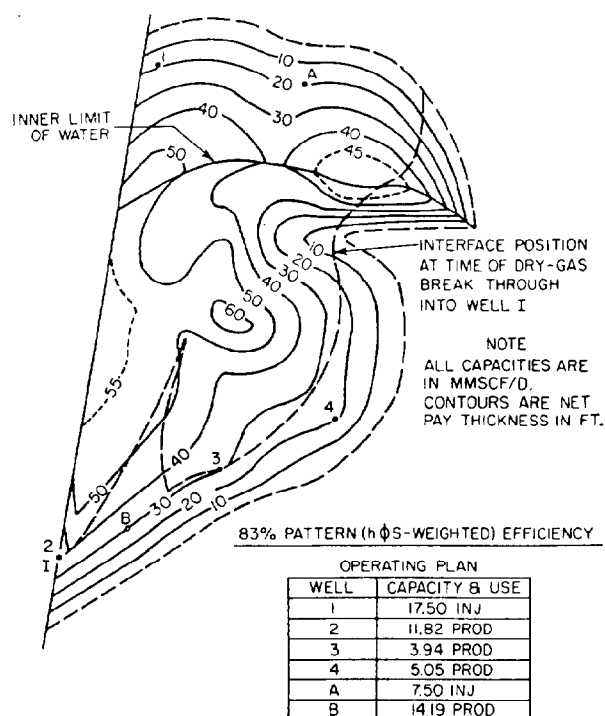 10
1
20
A
30
40
40
INNER LIMIT
OF WATER
45
50
10
INTERFACE POSITION
AT TIME OF DRY-GAS
BREAK THROUGH
INTO WELL I
20
30
40
50
60
NOTE
ALL CAPACITIES ARE
IN MMSCF/D.
CONTOURS ARE NET
PAY THICKNESS IN FT.
55
4
40
3
50
30
B
20
10
2
I
83% PATTERN (hϕS-WEIGHTED) EFFICIENCY
OPERATING PLAN
WELL CAPACITY & USE
1 17.50 INJ
2 11.82 PROD
3 3.94 PROD
4 5.05 PROD
A 7.50 INJ
B 14.19 PROD